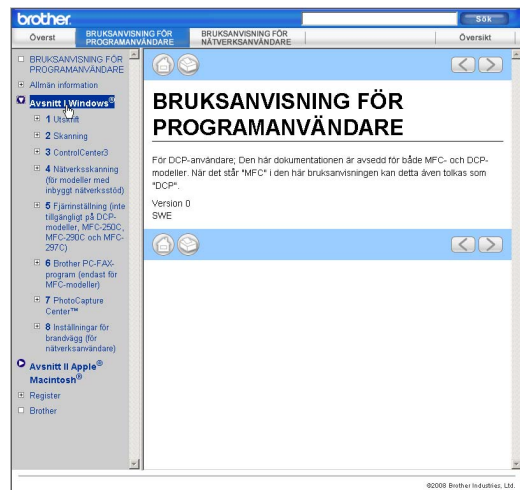 brother.
Sök
Överst
BRUKSANVISNING FÖR
PROGRAMANVÄNDARE
BRUKSANVISNING FÖR
NÄTVERKSANVÄNDARE
Översikt
BRUKSANVISNING FÖR
PROGRAMANVÄNDARE
Allmän information
Avsnitt I Windows®
1 Utskrift
2 Skanning
3 ControlCenter3
4 Nätverksskanning
(för modeller med
inbyggt nätverksstöd)
5 Fjärrinställning (inte
tillgängligt på DCP-
modeller, MFC-250C,
MFC-290C och MFC-
297C)
6 Brother PC-FAX-
program (endast för
MFC-modeller)
7 PhotoCapture
Center™
8 Inställningar för
brandvägg (för
nätverksanvändare)
Avsnitt II Apple®
Macintosh®
Register
Brother
BRUKSANVISNING FÖR
PROGRAMANVÄNDARE
För DCP-användare; Den här dokumentationen är avsedd för både MFC- och DCP-
modeller. När det står "MFC" i den här bruksanvisningen kan detta även tolkas som
"DCP".
Version 0
SWE
©2008 Brother Industries, Ltd.